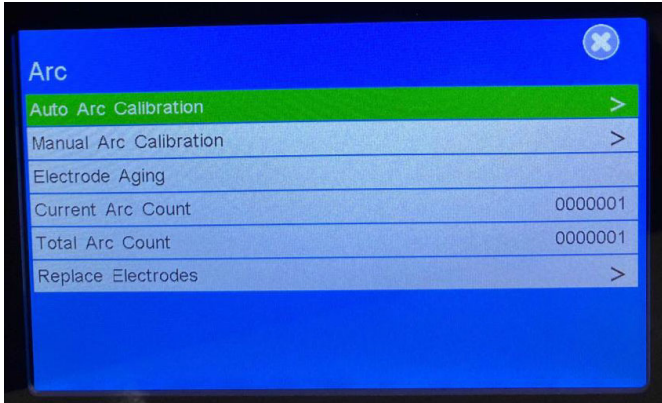 Arc
Auto Arc Calibration >
Manual Arc Calibration >
Electrode Aging
Current Arc Count 0000001
Total Arc Count 0000001
Replace Electrodes >